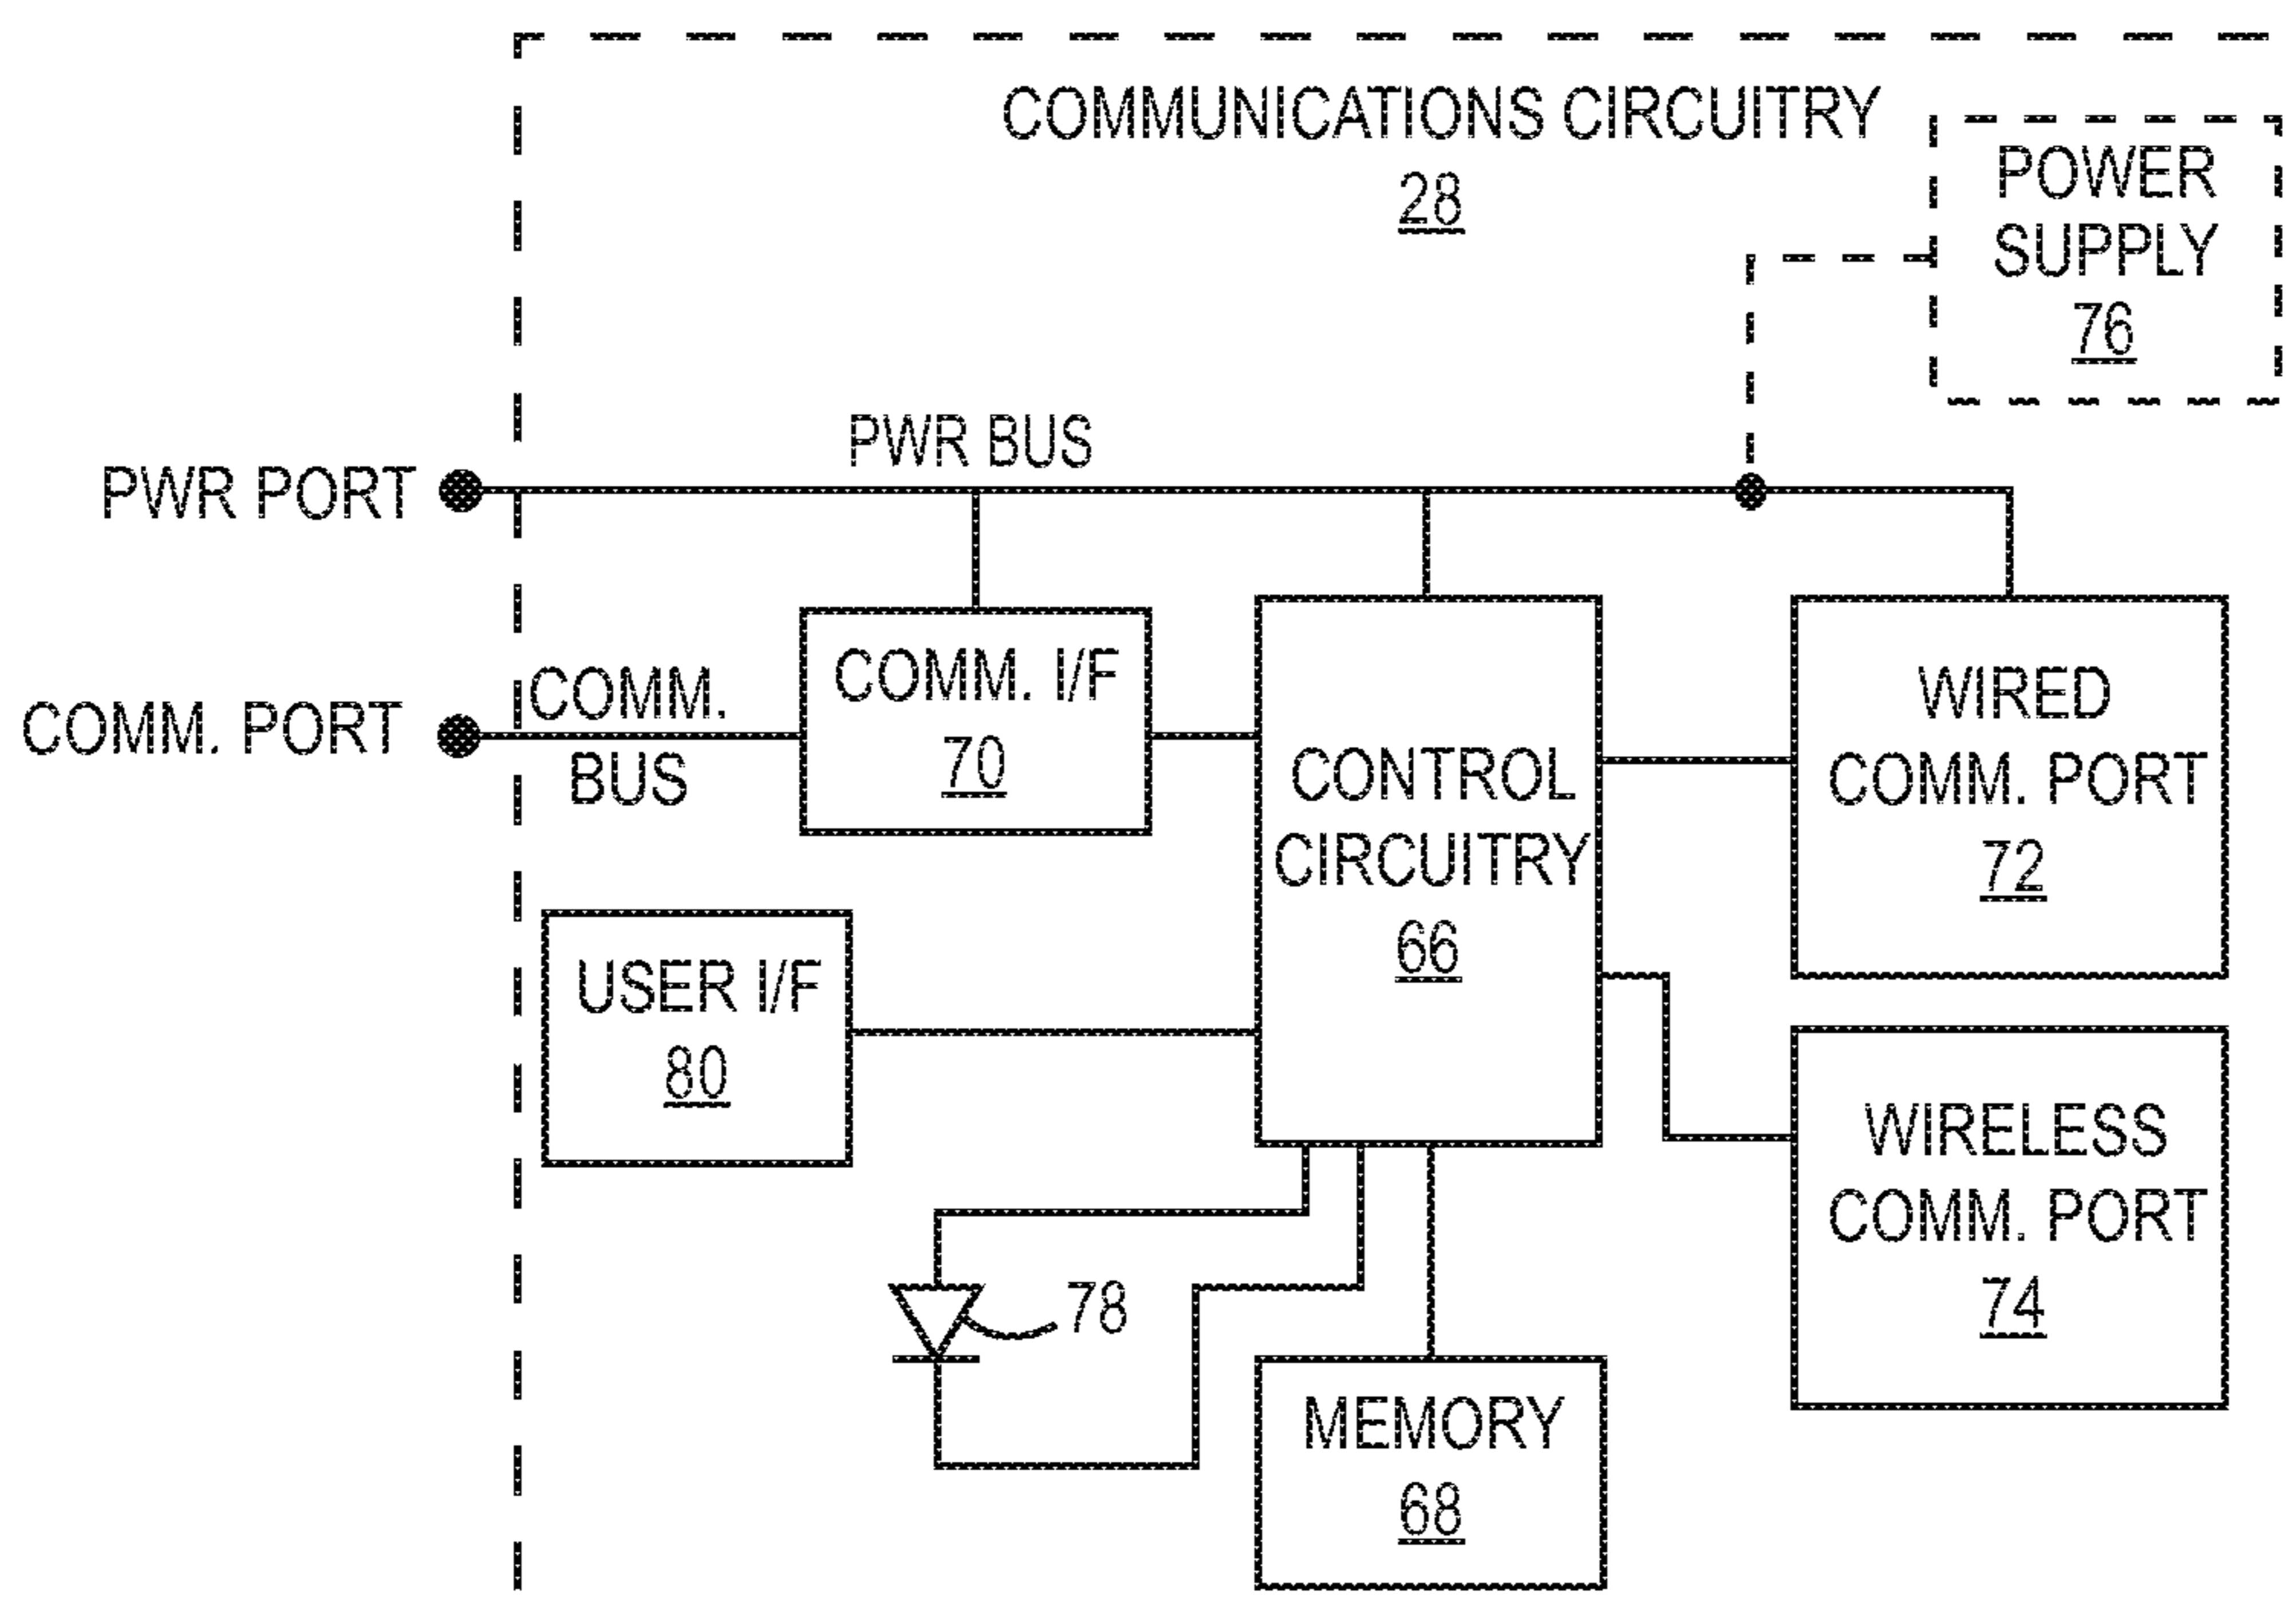 COMMUNICATIONS CIRCUITRY
28
POWER
SUPPLY
76
PWR BUS
PWR PORT
COMM. PORT
COMM.
BUS
COMM. I/F
70
CONTROL
CIRCUITRY
66
WIRED
COMM. PORT
72
USER I/F
80
WIRELESS
COMM. PORT
74
78
MEMORY
68